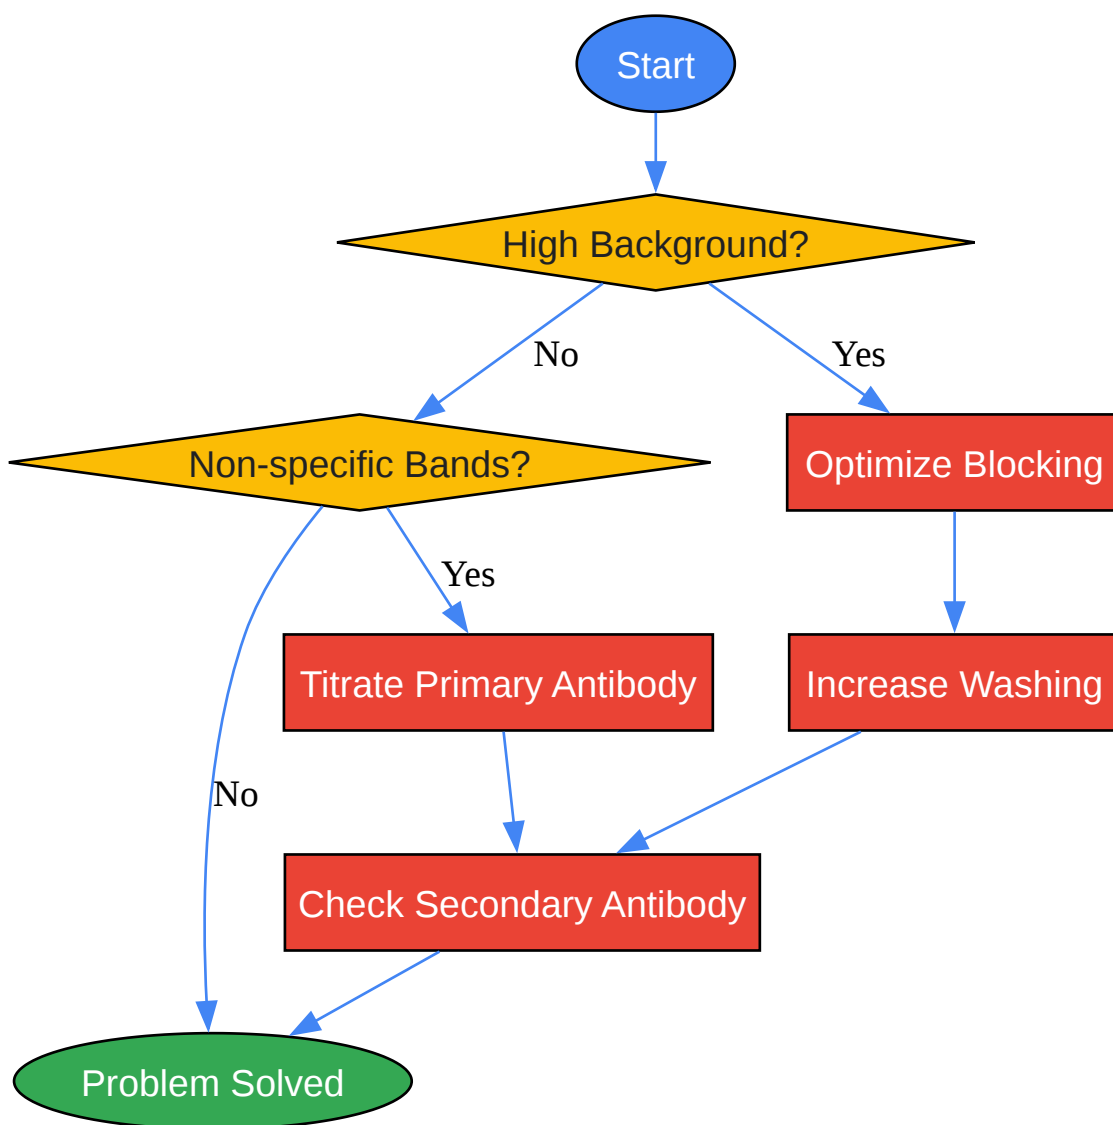 Start
High Background?
No
Yes
Non-specific Bands?
Optimize Blocking
Yes
Titrate Primary Antibody
Increase Washing
No
Check Secondary Antibody
Problem Solved